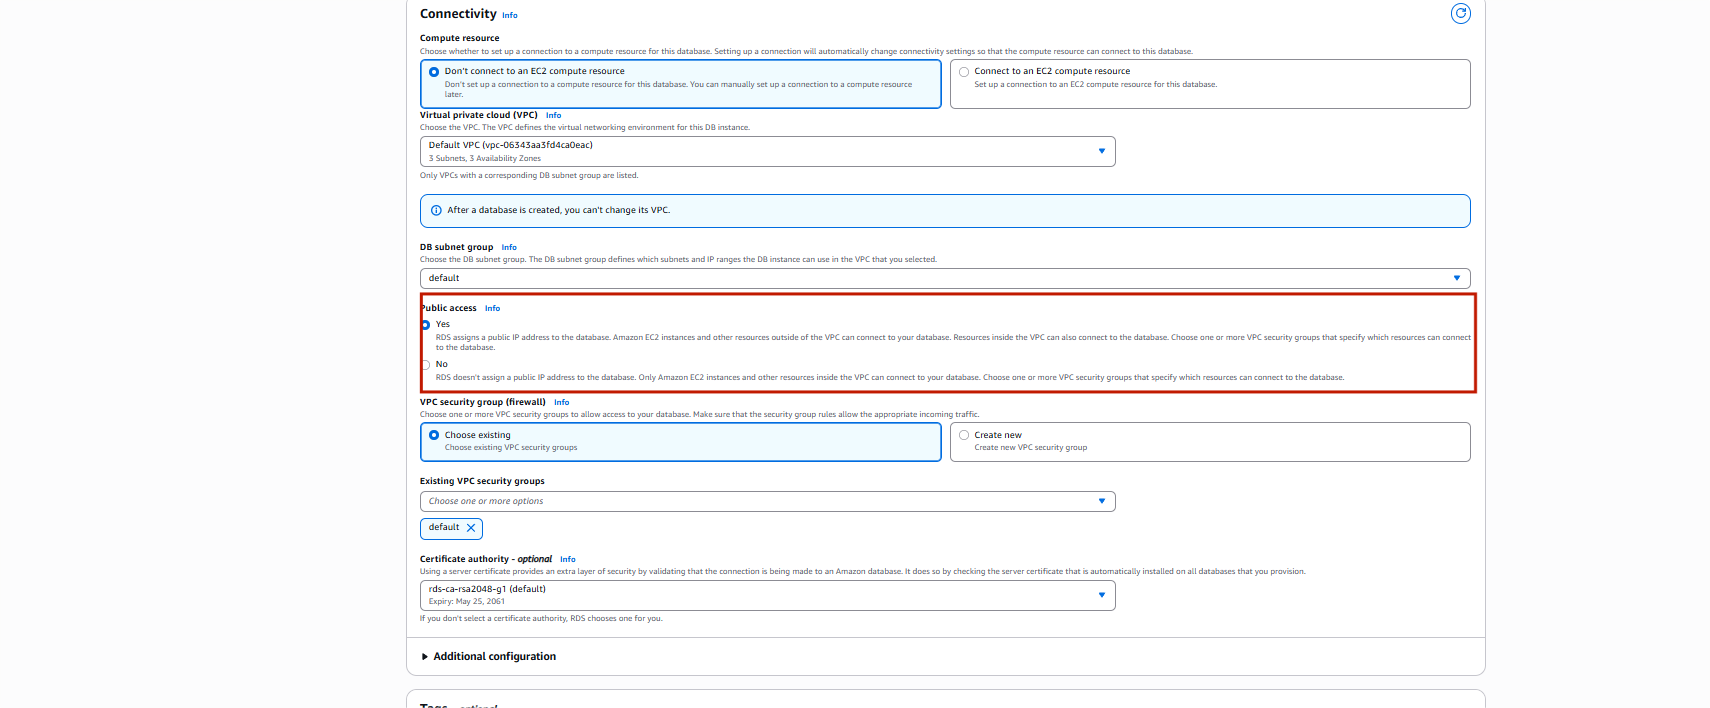 Connectivity Info
Compute resource
Choose whether to set up a connection to a compute resource for this database. Setting up a connection will automatically change connectivity settings so that the compute resource can connect to this database.
Don't connect to an EC2 compute resource
Don't set up a connection to a compute resource for this database. You can manually set up a connection to a compute resource
later.
Connect to an EC2 compute resource
Set up a connection to an EC2 compute resource for this database.
Virtual private cloud (VPC) Info
Choose the VPC. The VPC defines the virtual networking environment for this DB instance.
Default VPC (vpc-06343aa3fd4ca0eac)
3 Subnets, 3 Availability Zones
Only VPCs with a corresponding DB subnet group are listed.
After a database is created, you can't change its VPC.
DB subnet group Info
Choose the DB subnet group. The DB subnet group defines which subnets and IP ranges the DB instance can use in the VPC that you selected.
default
Public access Info
Yes
RDS assigns a public IP address to the database. Amazon EC2 instances and other resources outside of the VPC can connect to your database. Resources inside the VPC can also connect to the database. Choose one or more VPC security groups that specify which resources can connect
to the database.
No
RDS doesn't assign a public IP address to the database. Only Amazon EC2 instances and other resources inside the VPC can connect to your database. Choose one or more VPC security groups that specify which resources can connect to the database.
VPC security group (firewall) Info
Choose one or more VPC security groups to allow access to your database. Make sure that the security group rules allow the appropriate incoming traffic.
Choose existing
Choose existing VPC security groups
Create new
Create new VPC security group
Existing VPC security groups
Choose one or more options
default
Certificate authority - optional Info
Using a server certificate provides an extra layer of security by validating that the connection is being made to an Amazon database. It does so by checking the server certificate that is automatically installed on all databases that you provision.
rds-ca-rsa2048-g1 (default)
Expiry: May 25, 2061
If you don't select a certificate authority, RDS chooses one for you.
Additional configuration
Tags - optional